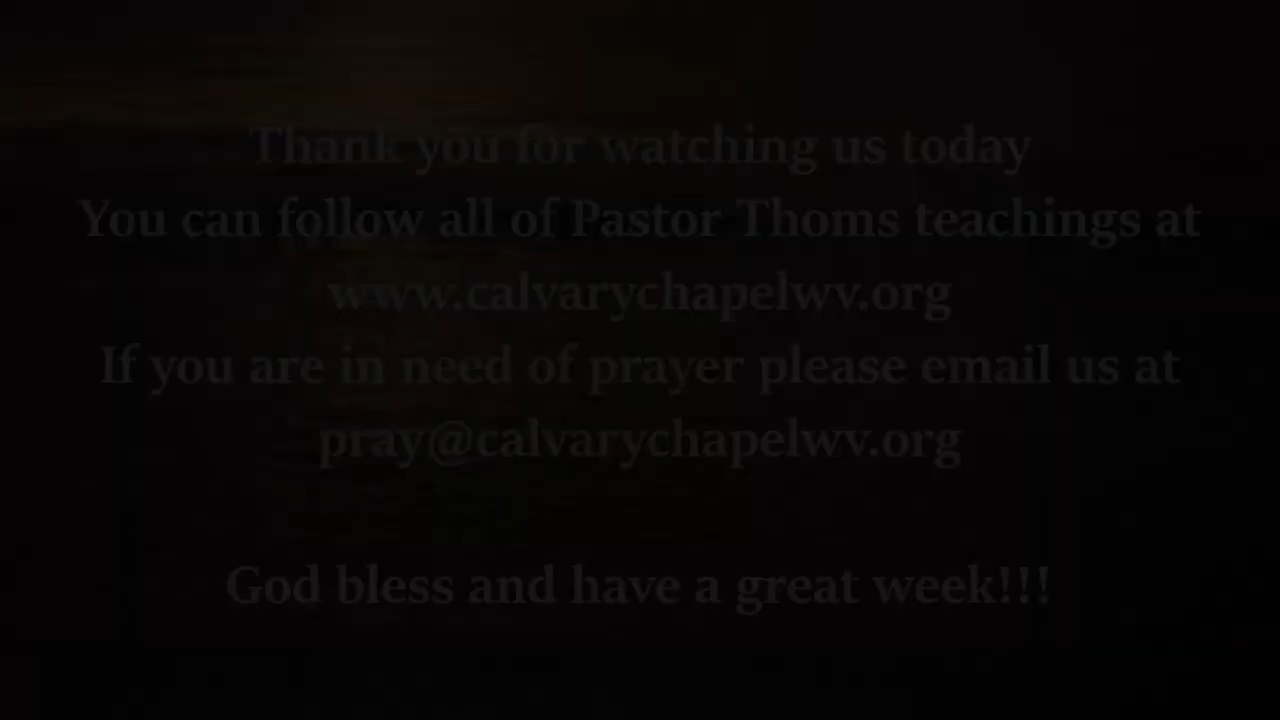 Thank you for watching us today
You can follow all of Pastor Thoms teachings at
www.calvarychapelwv.org
If you are in need of prayer please email us at
pray@calvarychapelwv.org
God bless and have a great week!!!